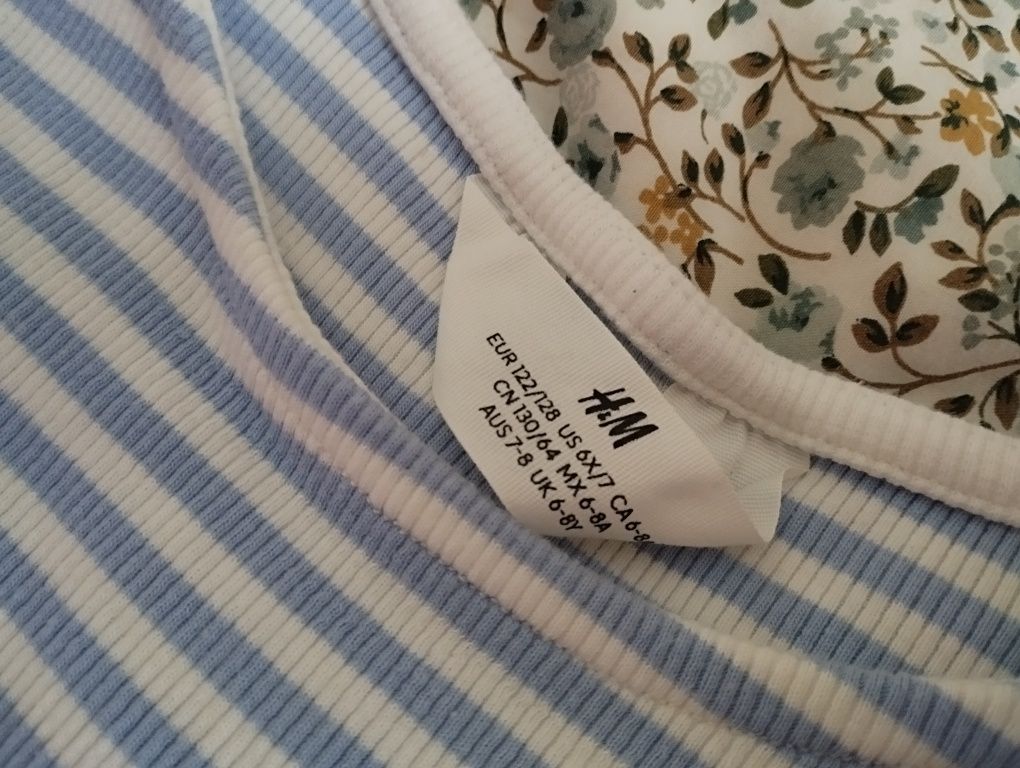 H&M
EUR 122/128 US 6X/7 CA 6-8
CN 130/64 MX 6-8A
AUS 7-8 UK 6-8Y